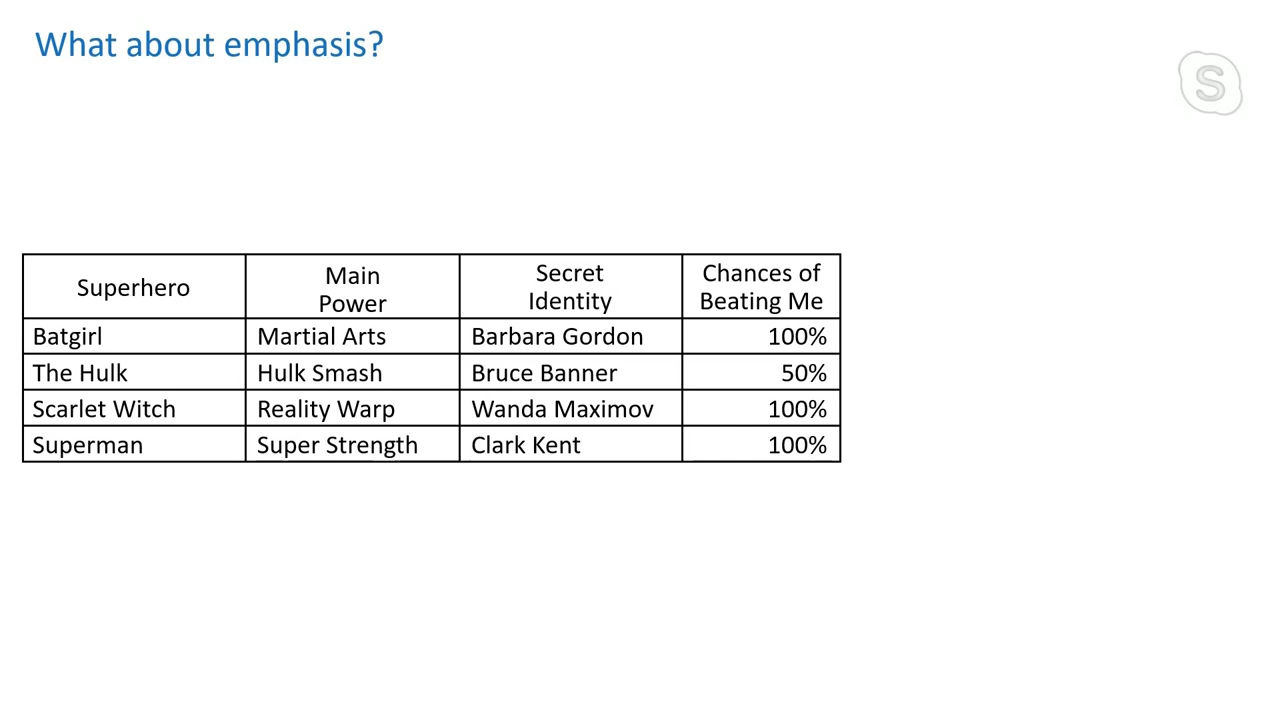 What about emphasis?
S
Superhero
Main
Power
Secret
Identity
Chances of
Beating Me
Batgirl Martial Arts Barbara Gordon 100%
The Hulk Hulk Smash Bruce Banner 50%
Scarlet Witch Reality Warp Wanda Maximov 100%
Superman Super Strength Clark Kent 100%